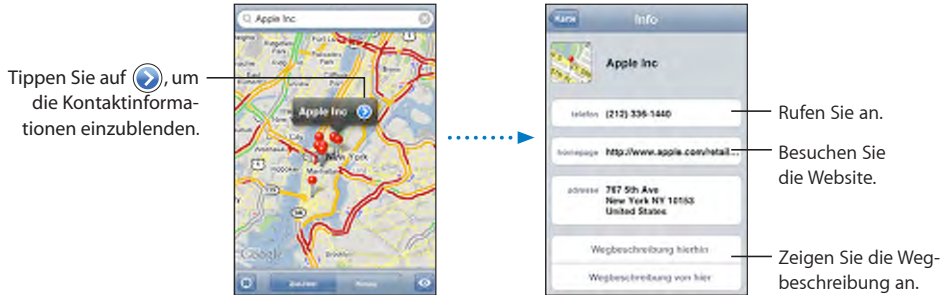 Apple Inc
Tippen Sie auf , um
die Kontaktinforma-
tionen einzublenden.
Apple Inc
New York
Google
Karte
Info
Apple Inc
telefon (212) 336-1440
homepage http://www.apple.com/retail...
adresse 767 5th Ave
New York NY 10153
United States
Wegbeschreibung hierhin
Wegbeschreibung von hier
Rufen Sie an.
Besuchen Sie
die Website.
Zeigen Sie die Weg-
beschreibung an.